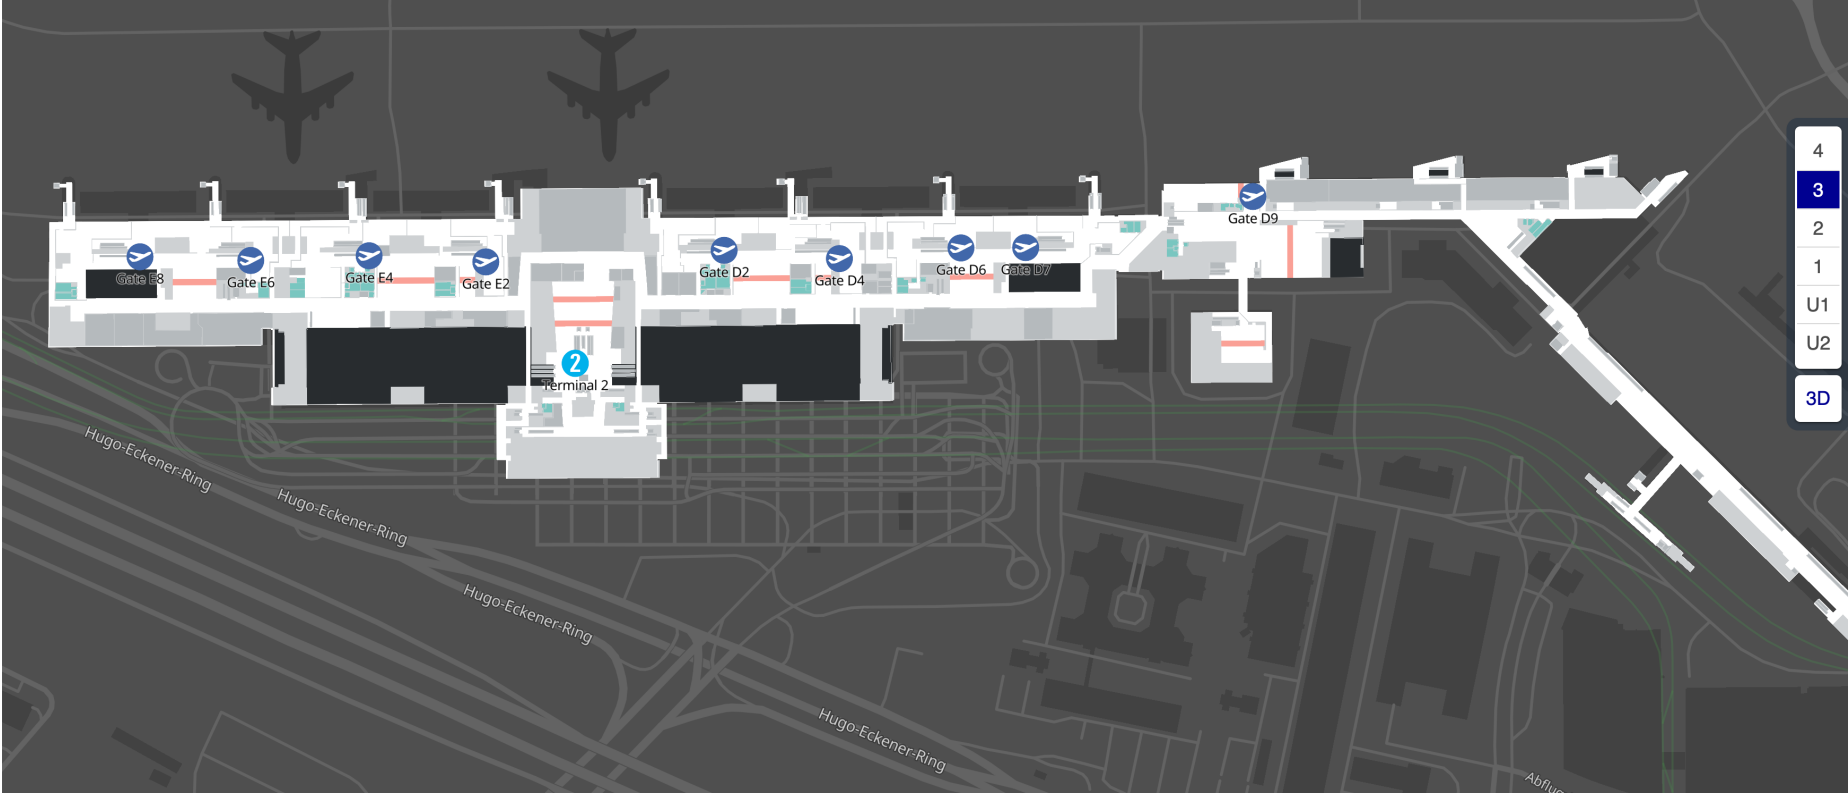 4
3
2
1
U1
U2
3D
Gate D9
Gate E8
Gate E6
Gate E4
Gate E2
Gate D2
Gate D4
Gate D6
Gate D7
2
Terminal 2
Hugo-Eckener-Ring
Hugo-Eckener-Ring
Hugo-Eckener-Ring
Hugo-Eckener-Ring
Abflug